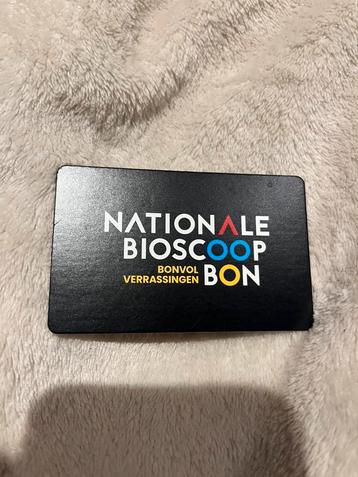 NATIONALE
BIOSCOOP
BONVOL
VERRASSINGEN
BON